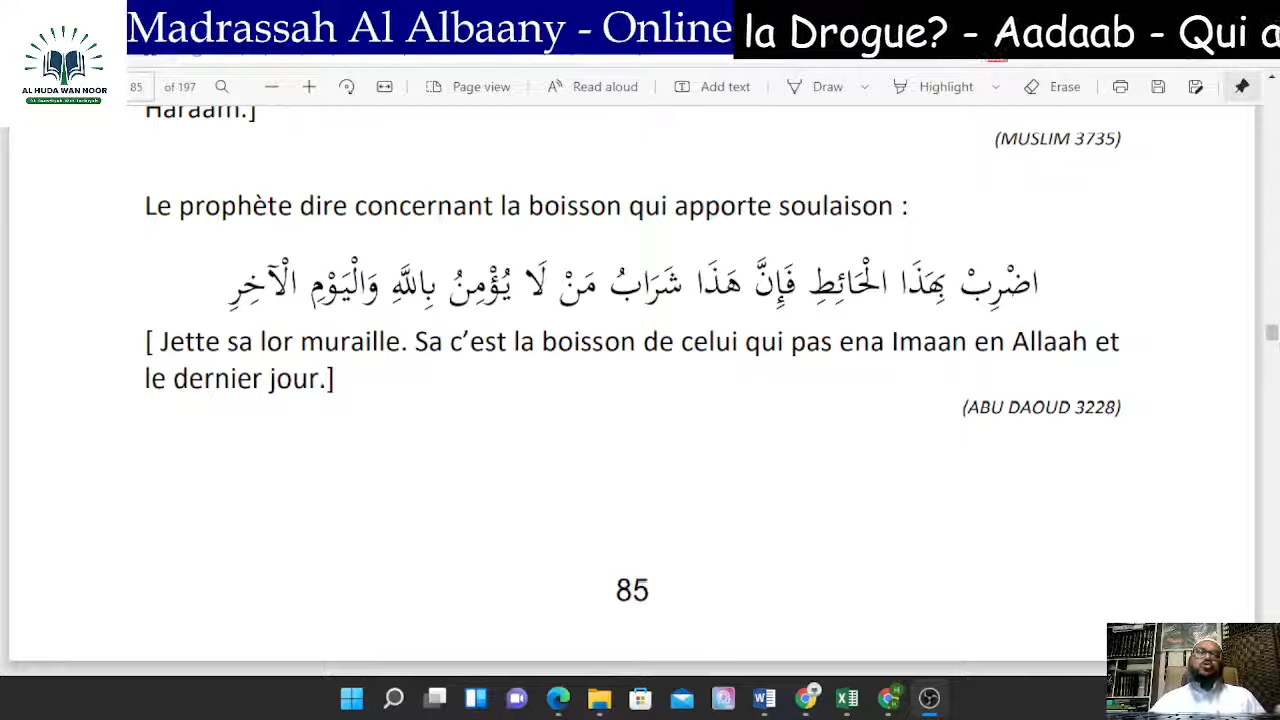 Madrassah Al Albaany - Online la Drogue? - Aadaab - Qui a
AL HUDA WAN NOOR
85 of 197 Page view Read aloud Add text Draw Highlight Erase
Haraam.]
(MUSLIM 3735)
Le prophète dire concernant la boisson qui apporte soulaison :
اضْرِبْ بِهَذَا الْحَائِطِ فَإِنَّ هَذَا شَرَابُ مَنْ لَا يُؤْمِنُ بِاللَّهِ وَالْيَوْمِ الْآخِرِ
[ Jette sa lor muraille. Sa c’est la boisson de celui qui pas ena Imaan en Allaah et
le dernier jour.]
(ABU DAOUD 3228)
85